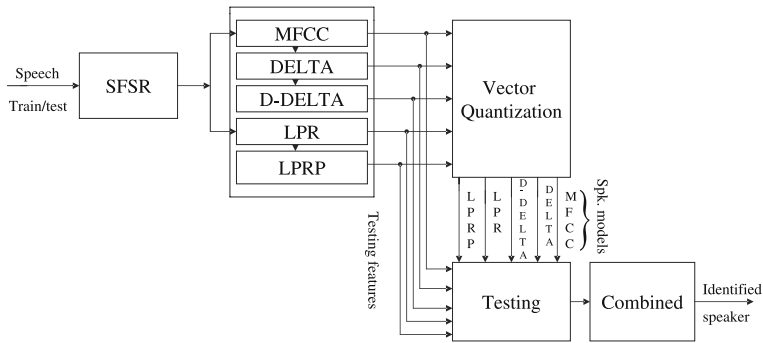 Speech
Train/test
SFSR
MFCC
DELTA
D-DELTA
LPR
LPRP
Vector
Quantization
LPRP
LPR
D-DELTA
DELTA
MFCC
Spk. models
Testing features
Testing
Combined
Identified
speaker